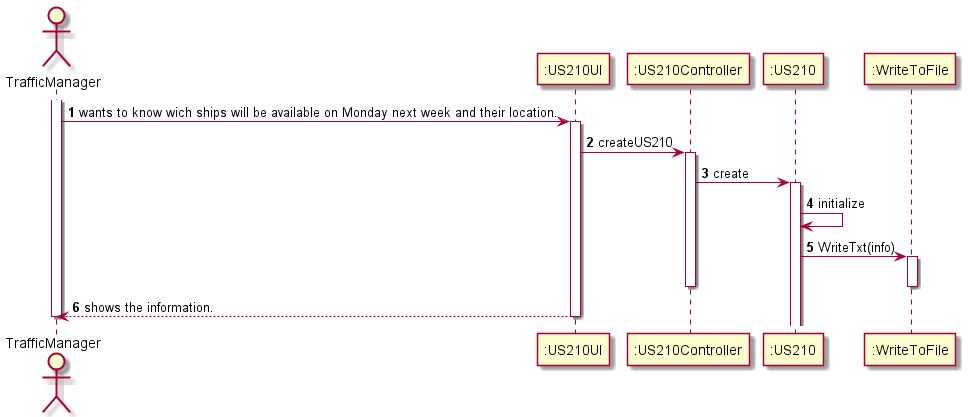 TrafficManager
:US210UI
:US210Controller
:US210
:WriteToFile
1 wants to know wich ships will be available on Monday next week and their location.
2 createUS210
3 create
4 initialize
5 WriteTxt(info)
6 shows the information.
TrafficManager
:US210UI
:US210Controller
:US210
:WriteToFile